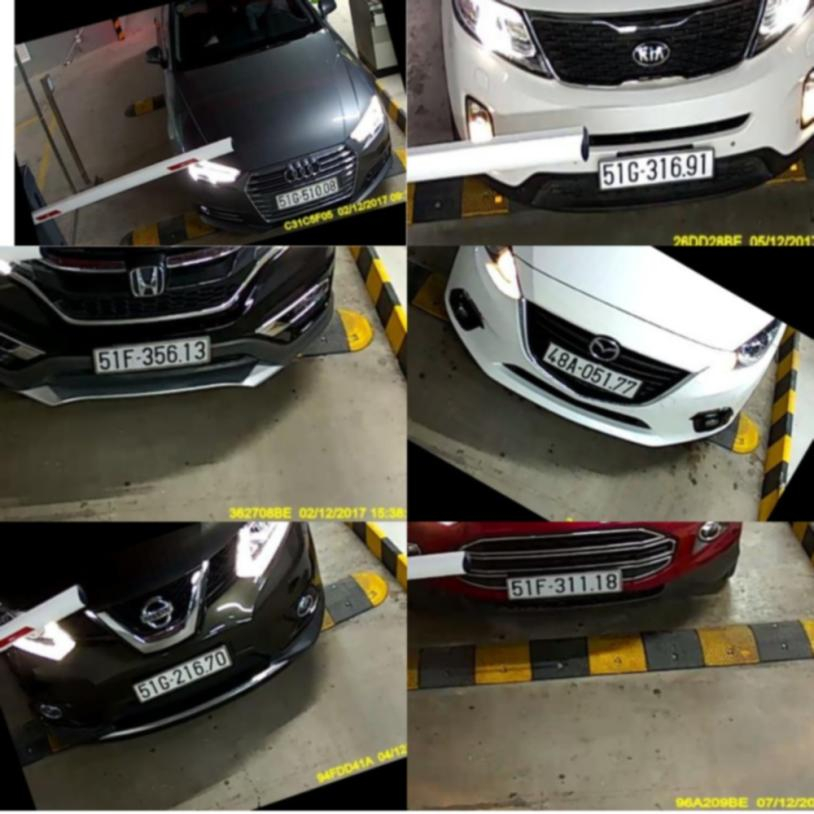 51G-510.08
C31C5F05 02/12/2017 09:
KIA
51G-316.91
26DD28BE 05/12/2017
51F-356.13
362708BE 02/12/2017 15:38:
48A-051.77
51G-216.70
94FDD41A 04/12
51F-311.18
96A209BE 07/12/20